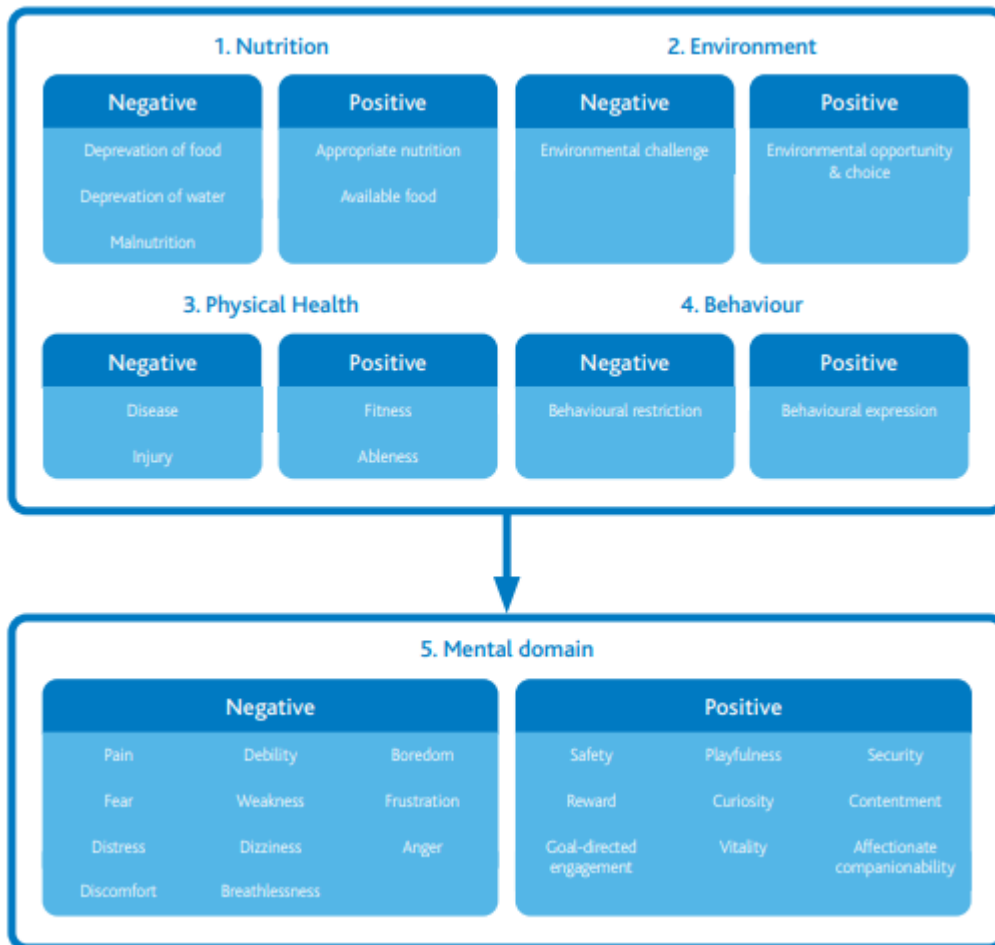 1. Nutrition
Negative
Deprevation of food
Deprevation of water
Malnutrition
Positive
Appropriate nutrition
Available food
2. Environment
Negative
Environmental challenge
Positive
Environmental opportunity
& choice
3. Physical Health
Negative
Disease
Injury
Positive
Fitness
Ableness
4. Behaviour
Negative
Behavioural restriction
Positive
Behavioural expression
5. Mental domain
Negative
Pain
Debility
Boredom
Fear
Weakness
Frustration
Distress
Dizziness
Anger
Discomfort
Breathlessness
Positive
Safety
Playfulness
Security
Reward
Curiosity
Contentment
Goal-directed
engagement
Vitality
Affectionate
companionability